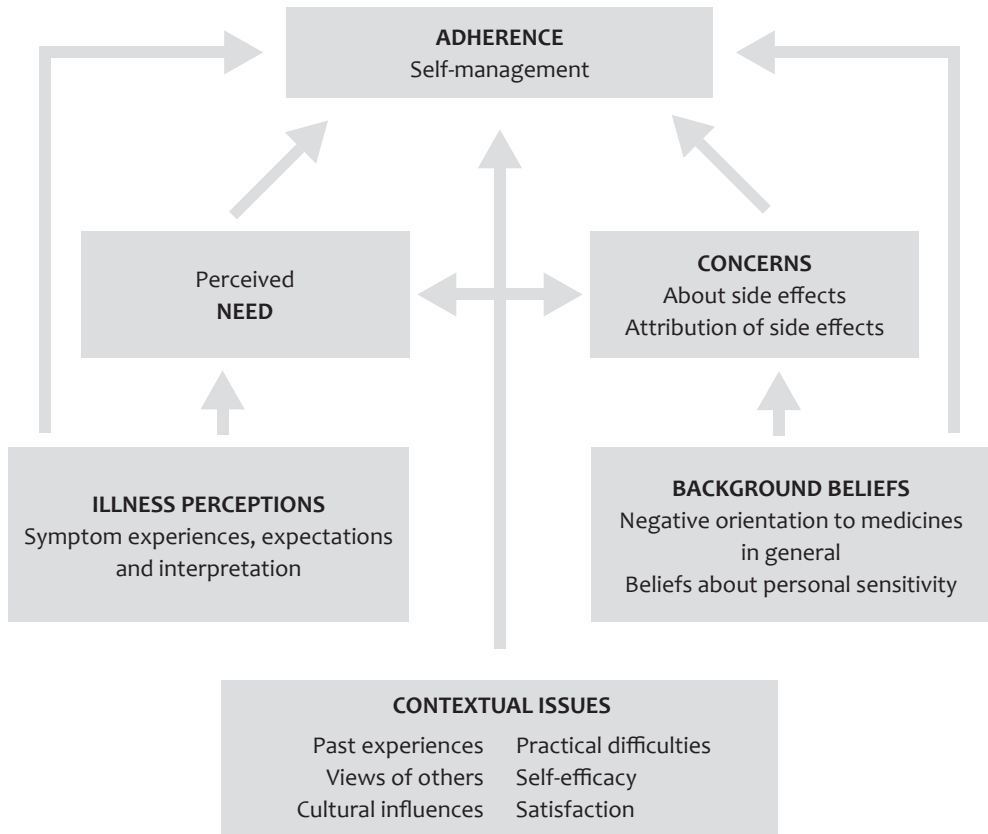 ADHERENCE
Self-management
Perceived
NEED
CONCERNS
About side effects
Attribution of side effects
ILLNESS PERCEPTIONS
Symptom experiences, expectations
and interpretation
BACKGROUND BELIEFS
Negative orientation to medicines
in general
Beliefs about personal sensitivity
CONTEXTUAL ISSUES
Past experiences Practical difficulties
Views of others Self-efficacy
Cultural influences Satisfaction